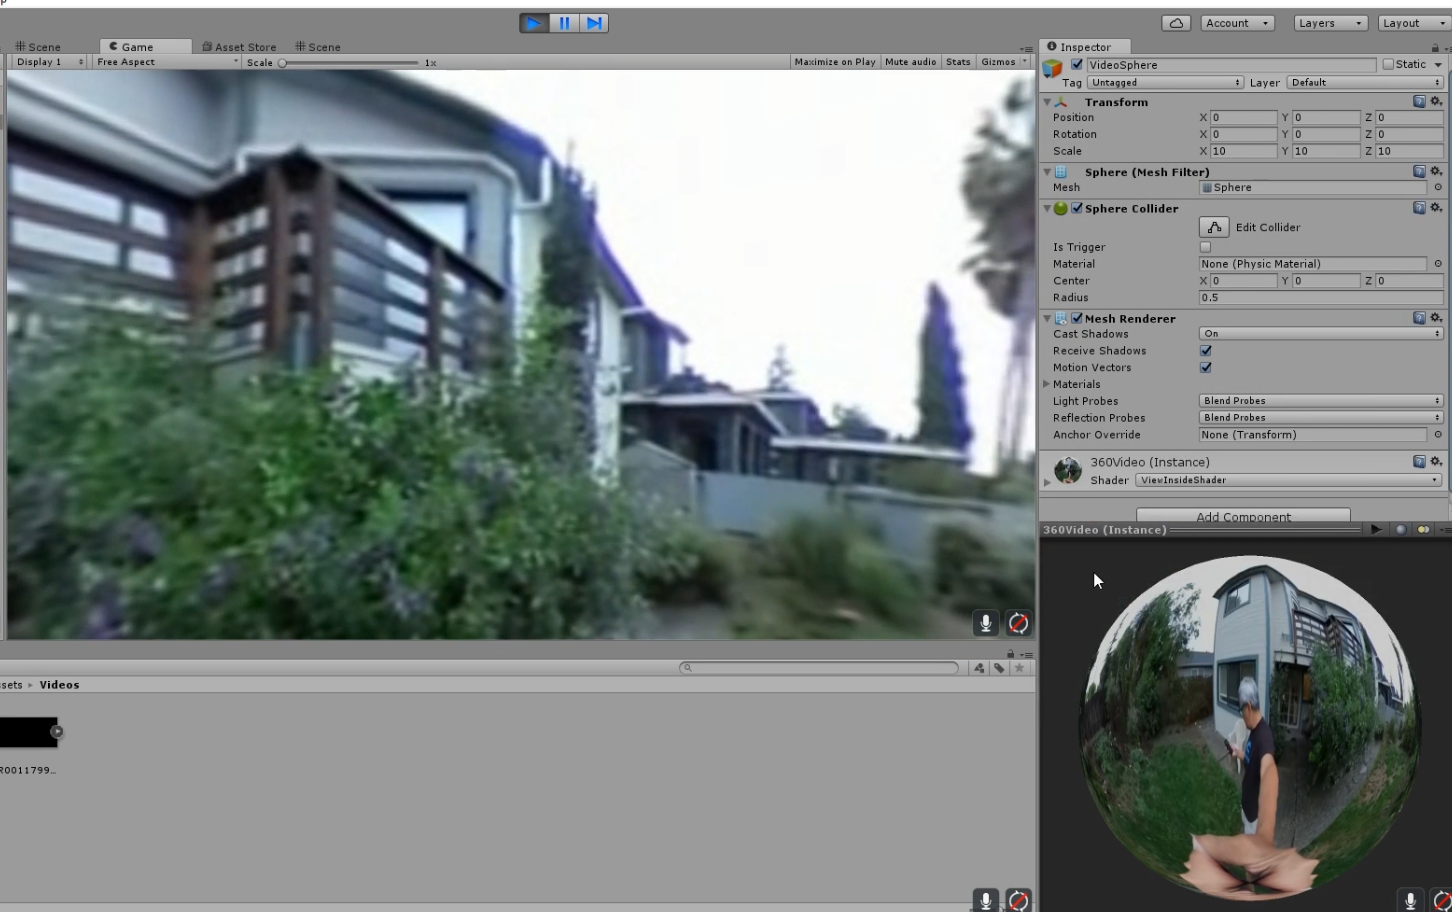 Account
Layers
Layout
Scene
Game
Asset Store
Scene
Inspector
Display 1
Free Aspect
Scale
1x
Maximize on Play
Mute audio
Stats
Gizmos
VideoSphere
Static
Tag Untagged
Layer Default
Transform
Position X 0 Y 0 Z 0
Rotation X 0 Y 0 Z 0
Scale X 10 Y 10 Z 10
Sphere (Mesh Filter)
Mesh Sphere
Sphere Collider
Edit Collider
Is Trigger
Material None (Physic Material)
Center X 0 Y 0 Z 0
Radius 0.5
Mesh Renderer
Cast Shadows On
Receive Shadows
Motion Vectors
Materials
Light Probes Blend Probes
Reflection Probes Blend Probes
Anchor Override None (Transform)
360Video (Instance)
Shader ViewInsideShader
Add Component
360Video (Instance)
ssets ▸ Videos
R0011799...